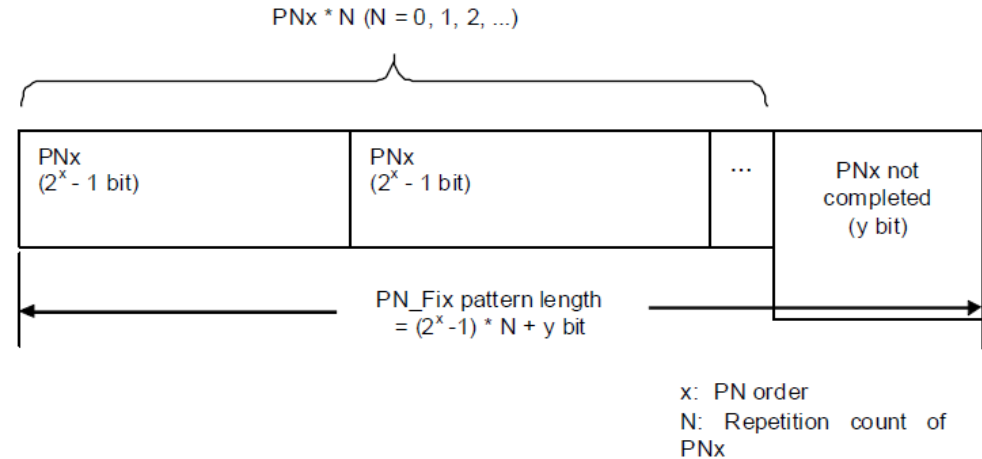 PNx * N (N = 0, 1, 2, ...)
PNx
(2^x - 1 bit)
PNx
(2^x - 1 bit)
...
PNx not
completed
(y bit)
PN_Fix pattern length
= (2^x -1) * N + y bit
x: PN order
N: Repetition count of
PNx